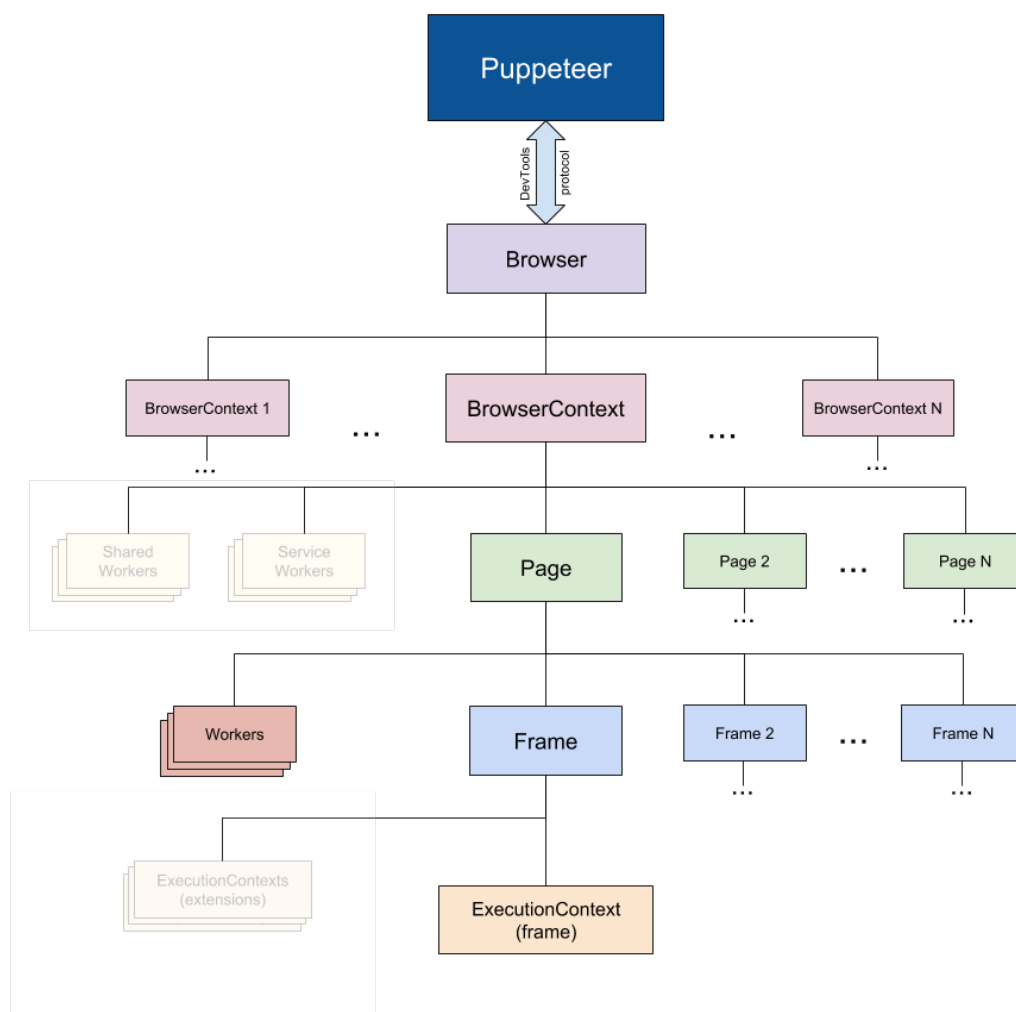 Puppeteer
DevTools
protocol
Browser
BrowserContext 1
...
BrowserContext
...
BrowserContext N
...
...
Shared
Workers
Service
Workers
Page
Page 2
...
Page N
...
...
Workers
Frame
Frame 2
...
Frame N
...
...
ExecutionContexts
(extensions)
ExecutionContext
(frame)